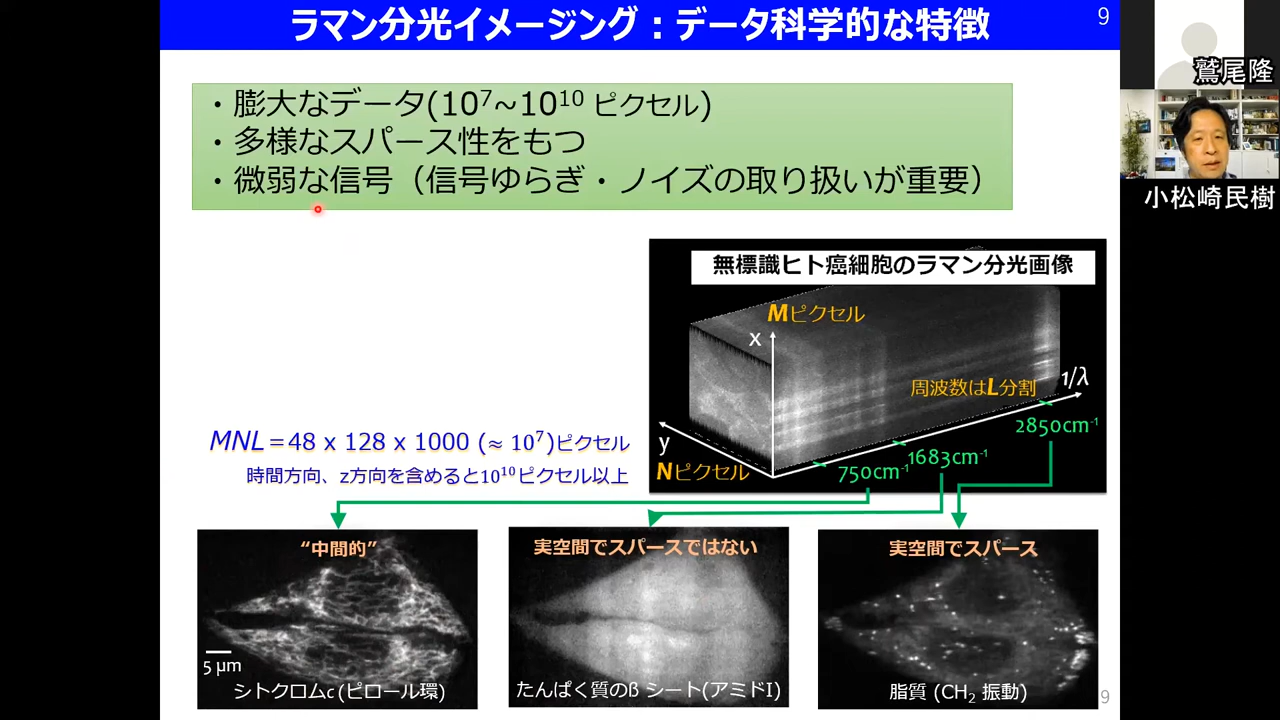 ラマン分光イメージング：データ科学的な特徴
9
・膨大なデータ(10⁷~10¹⁰ ピクセル)
・多様なスパース性をもつ
・微弱な信号（信号ゆらぎ・ノイズの取り扱いが重要）
鷲尾隆
小松崎民樹
無標識ヒト癌細胞のラマン分光画像
Mピクセル
x
周波数はL分割
1/λ
y
Nピクセル
750cm⁻¹
1683cm⁻¹
2850cm⁻¹
MNL＝48 x 128 x 1000 (≈ 10⁷)ピクセル
時間方向、z方向を含めると10¹⁰ピクセル以上
“中間的”
5 µm
シトクロムc (ピロール環)
実空間でスパースではない
たんぱく質のß シート(アミドI)
実空間でスパース
脂質 (CH₂ 振動)
9